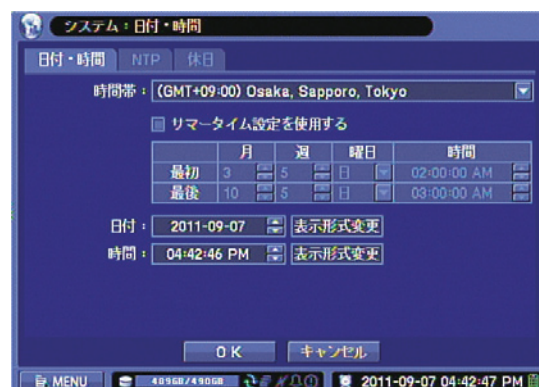 システム：日付・時間
日付・時間 NTP 休日
時間帯： (GMT+09:00) Osaka, Sapporo, Tokyo
リマータイム設定を使用する
月 週 曜日 時間
最初 3 5 日 02:00:00 AM
最後 10 5 日 03:00:00 AM
日付： 2011-09-07 表示形式変更
時間： 04:42:46 PM 表示形式変更
OK キャンセル
MENU 409GB/490GB 2011-09-07 04:42:47 PM